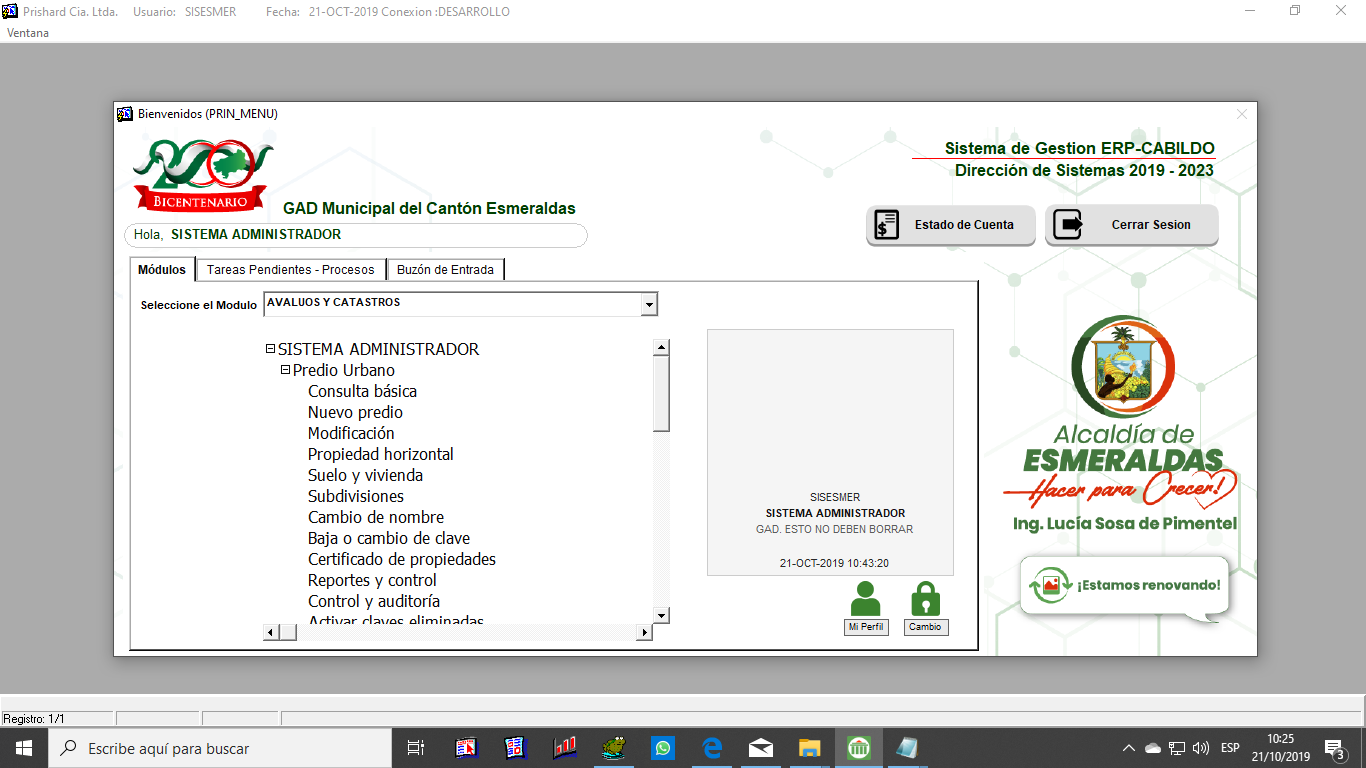 Prishard Cia. Ltda. Usuario: SISESMER Fecha: 21-OCT-2019 Conexion :DESARROLLO
Ventana
Bienvenidos (PRIN_MENU)
200
BICENTENARIO
GAD Municipal del Cantón Esmeraldas
Sistema de Gestion ERP-CABILDO
Dirección de Sistemas 2019 - 2023
Hola, SISTEMA ADMINISTRADOR
Estado de Cuenta
Cerrar Sesion
Módulos
Tareas Pendientes - Procesos
Buzón de Entrada
Seleccione el Modulo
AVALUOS Y CATASTROS
SISTEMA ADMINISTRADOR
Predio Urbano
Consulta básica
Nuevo predio
Modificación
Propiedad horizontal
Suelo y vivienda
Subdivisiones
Cambio de nombre
Baja o cambio de clave
Certificado de propiedades
Reportes y control
Control y auditoría
Activar claves eliminadas
SISESMER
SISTEMA ADMINISTRADOR
GAD. ESTO NO DEBEN BORRAR
21-OCT-2019 10:43:20
Mi Perfil
Cambio
Alcaldía de
ESMERALDAS
Hacer para Crecer!
Ing. Lucía Sosa de Pimentel
¡Estamos renovando!
Registro: 1/1
Escribe aquí para buscar
ESP
10:25
21/10/2019
3